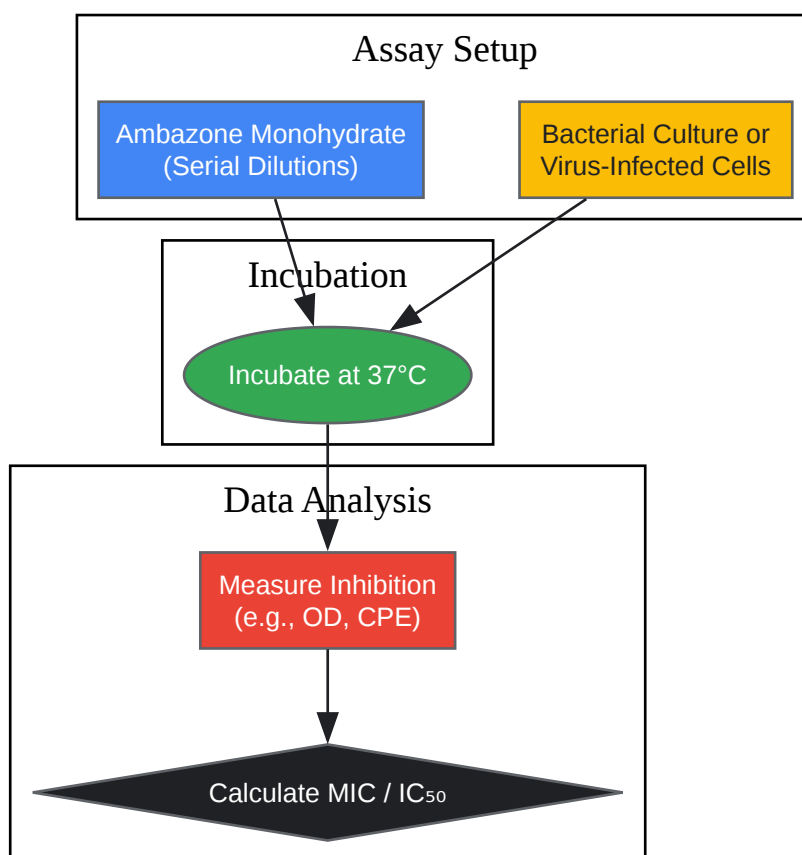 Assay Setup
Ambazone Monohydrate
(Serial Dilutions)
Bacterial Culture or
Virus-Infected Cells
Incubation
Incubate at 37°C
Data Analysis
Measure Inhibition
(e.g., OD, CPE)
Calculate MIC / IC₅₀